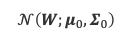 𝒩(𝑾; 𝝁₀, 𝜮₀)